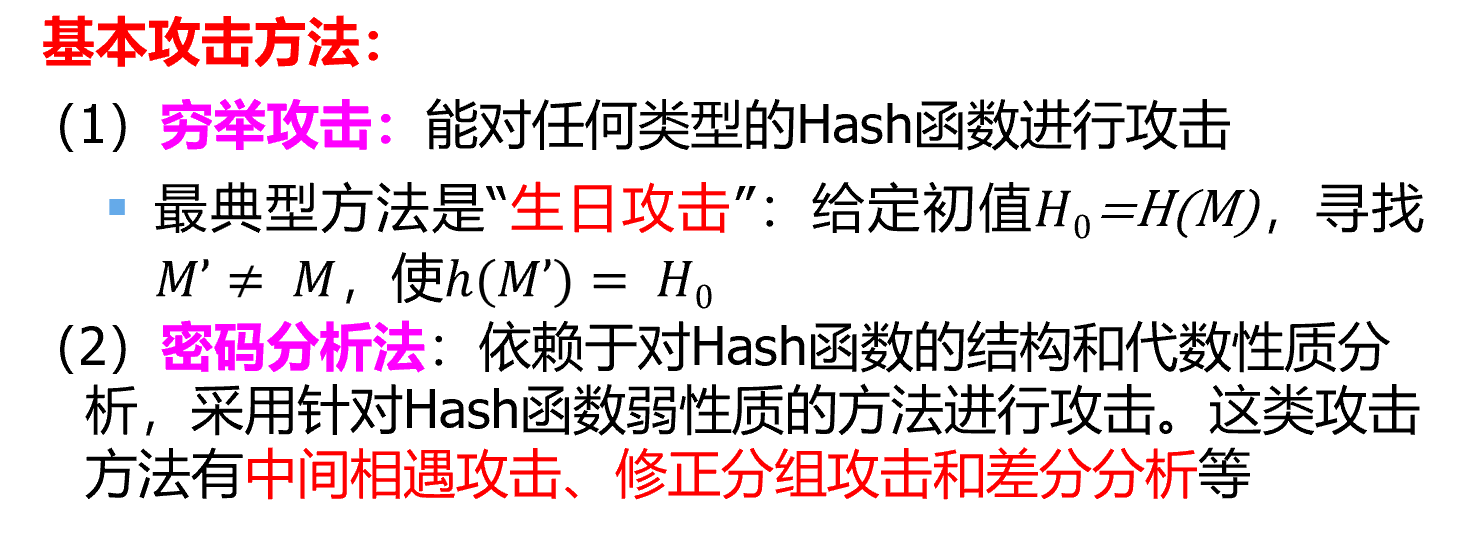 基本攻击方法：
(1) 穷举攻击：能对任何类型的Hash函数进行攻击
▪ 最典型方法是“生日攻击”：给定初值H₀=H(M)，寻找
M’ ≠ M，使h(M’) = H₀
(2) 密码分析法：依赖于对Hash函数的结构和代数性质分
析，采用针对Hash函数弱性质的方法进行攻击。这类攻击
方法有中间相遇攻击、修正分组攻击和差分分析等